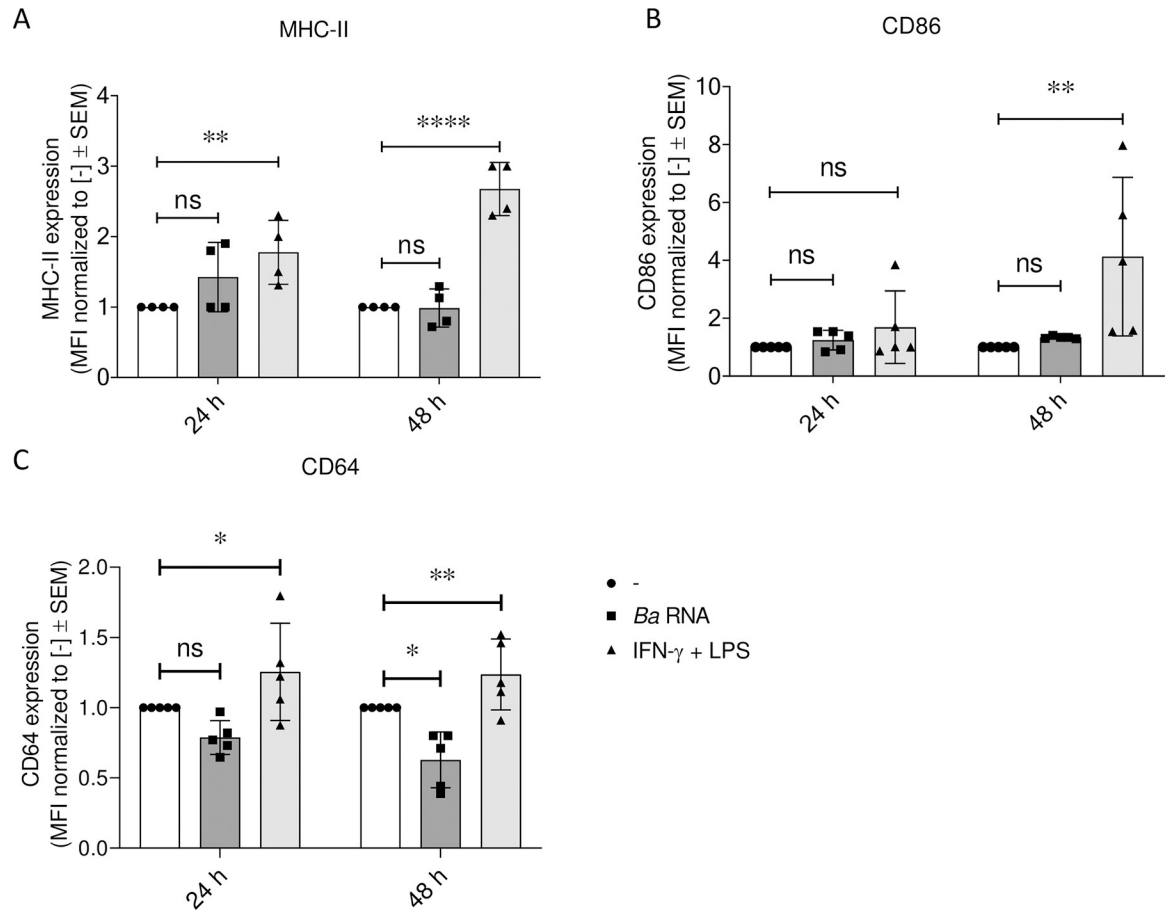 A
MHC-II
MHC-II expression
(MFI normalized to [-] ± SEM)
4
3
2
1
0
**
ns
****
ns
24 h
48 h
B
CD86
CD86 expression
(MFI normalized to [-] ± SEM)
10
8
6
4
2
0
ns
ns
**
ns
24 h
48 h
C
CD64
CD64 expression
(MFI normalized to [-] ± SEM)
2.0
1.5
1.0
0.5
0.0
*
ns
**
*
24 h
48 h
-
Ba RNA
IFN-γ + LPS